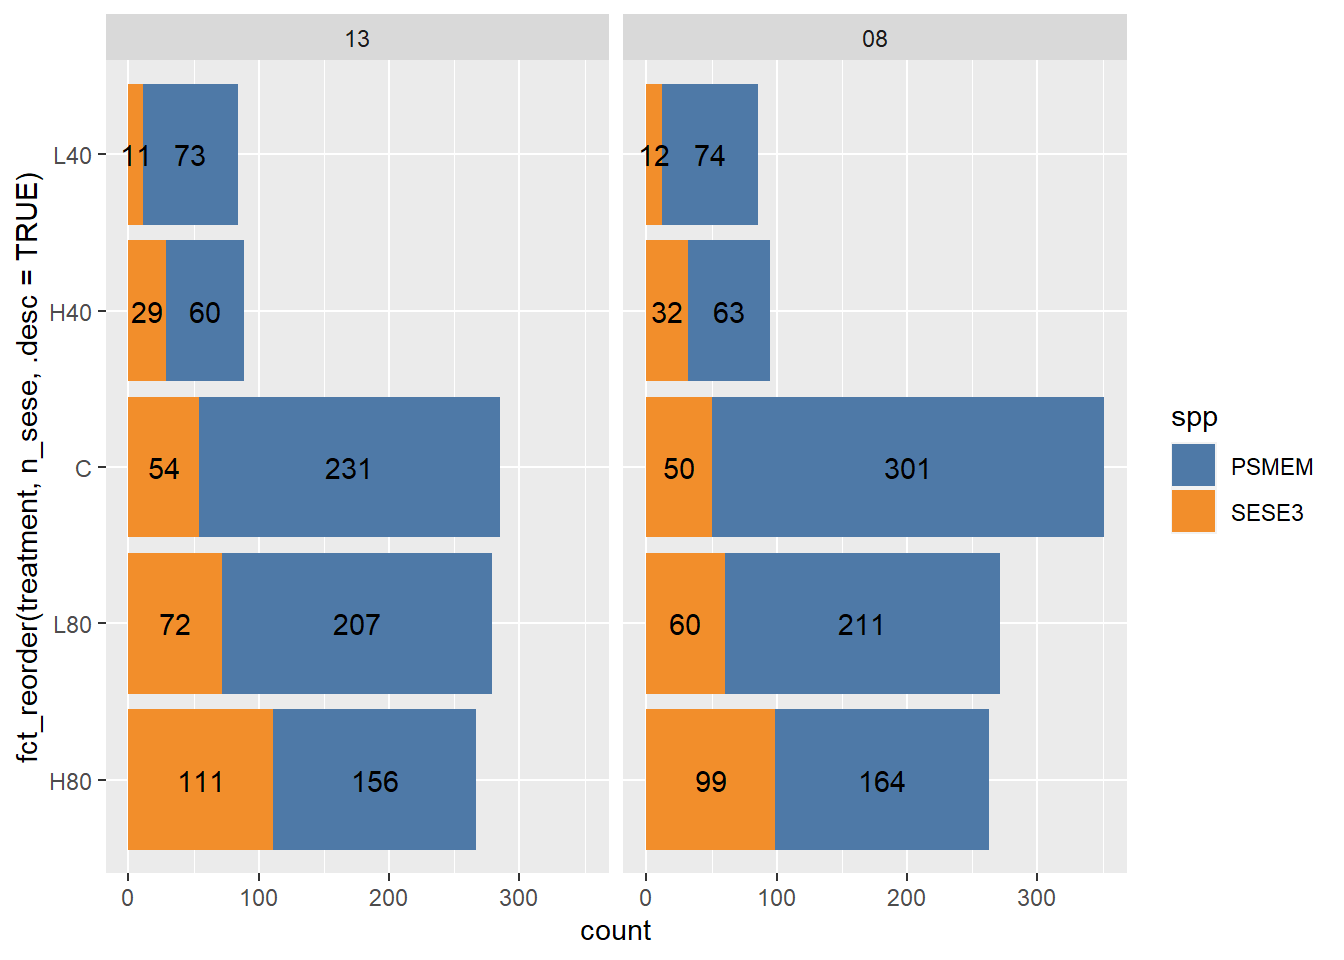 13 08
fct_reorder(treatment, n_sese, .desc = TRUE)
L40 11 73 12 74
H40 29 60 32 63
C 54 231 50 301
L80 72 207 60 211
H80 111 156 99 164
0 100 200 300 0 100 200 300
count
spp
PSMEM
SESE3